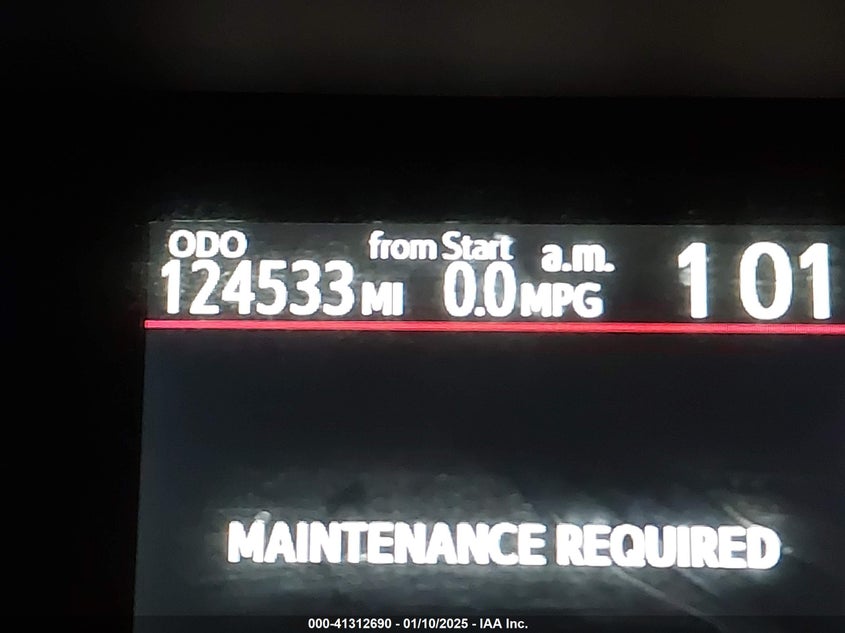 ODO from Start a.m. 1 01
124533 MI 0.0 MPG
MAINTENANCE REQUIRED
000-41312690 - 01/10/2025 - IAA Inc.